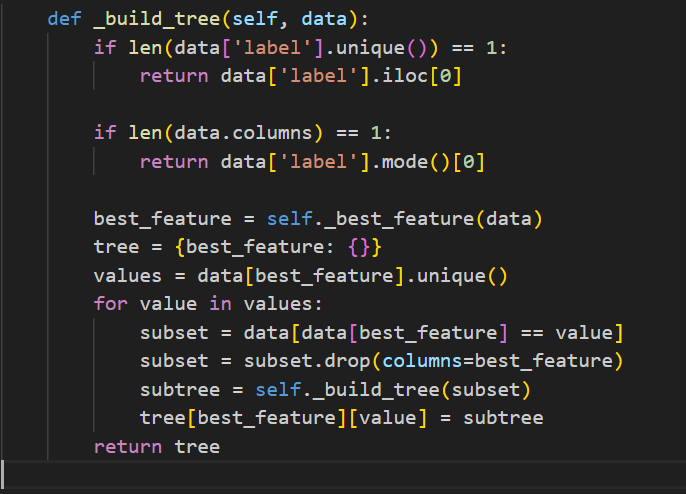 def _build_tree(self, data):
    if len(data['label'].unique()) == 1:
        return data['label'].iloc[0]

    if len(data.columns) == 1:
        return data['label'].mode()[0]

    best_feature = self._best_feature(data)
    tree = {best_feature: {}}
    values = data[best_feature].unique()
    for value in values:
        subset = data[data[best_feature] == value]
        subset = subset.drop(columns=best_feature)
        subtree = self._build_tree(subset)
        tree[best_feature][value] = subtree
    return tree